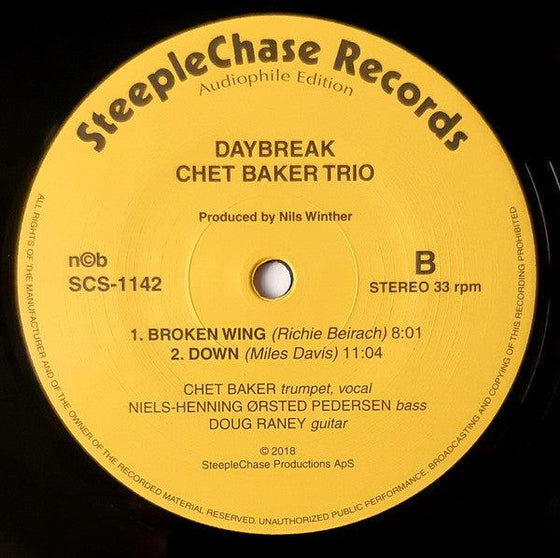 SteepleChase Records
Audiophile Edition
DAYBREAK
CHET BAKER TRIO
Produced by Nils Winther
n©b
SCS-1142
B
STEREO 33 rpm
1. BROKEN WING (Richie Beirach) 8:01
2. DOWN (Miles Davis) 11:04
CHET BAKER trumpet, vocal
NIELS-HENNING ØRSTED PEDERSEN bass
DOUG RANEY guitar
© 2018
SteepleChase Productions ApS
ALL RIGHTS OF THE MANUFACTURER AND OF THE OWNER OF THE RECORDED MATERIAL RESERVED. UNAUTHORIZED PUBLIC PERFORMANCE, BROADCASTING AND COPYING OF THIS RECORDING PROHIBITED